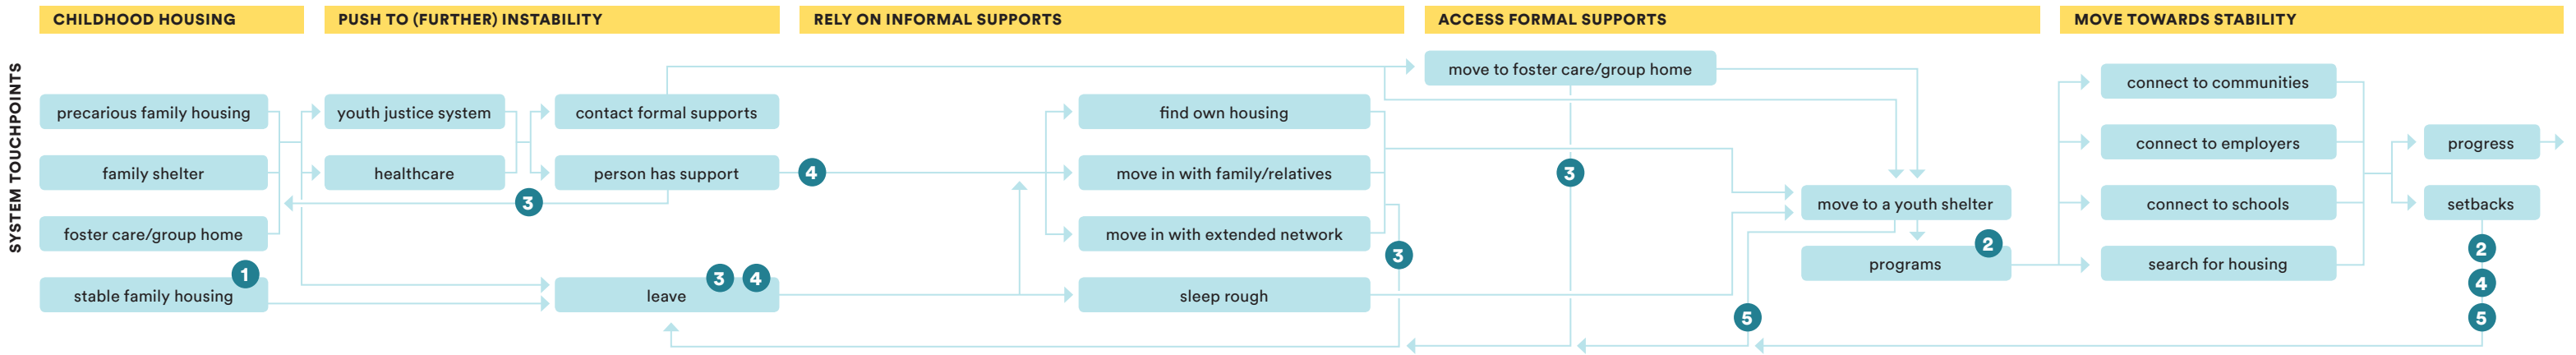 CHILDHOOD HOUSING
PUSH TO (FURTHER) INSTABILITY
RELY ON INFORMAL SUPPORTS
ACCESS FORMAL SUPPORTS
MOVE TOWARDS STABILITY
SYSTEM TOUCHPOINTS
precarious family housing
family shelter
foster care/group home
stable family housing
1
youth justice system
healthcare
contact formal supports
person has support
3
leave
3
4
4
find own housing
move in with family/relatives
move in with extended network
sleep rough
3
move to foster care/group home
3
move to a youth shelter
programs
2
5
connect to communities
connect to employers
connect to schools
search for housing
progress
setbacks
2
4
5